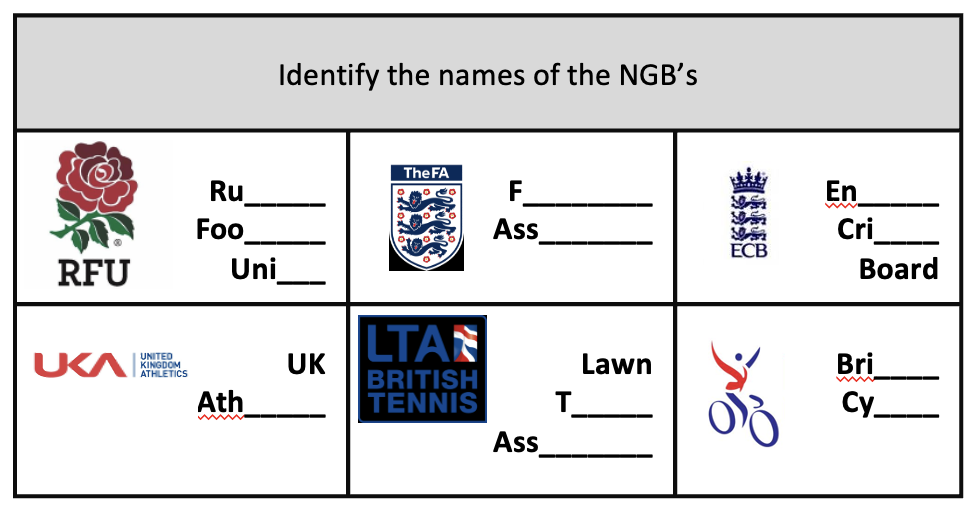 Identify the names of the NGB’s
RFU
®
Ru_____
Foo_____
Uni___
TheFA
F________
Ass_______
ECB
En_____
Cri____
Board
UKA
UNITED
KINGDOM
ATHLETICS
UK
Ath_____
LTA
BRITISH
TENNIS
Lawn
T_____
Ass_______
Bri____
Cy____